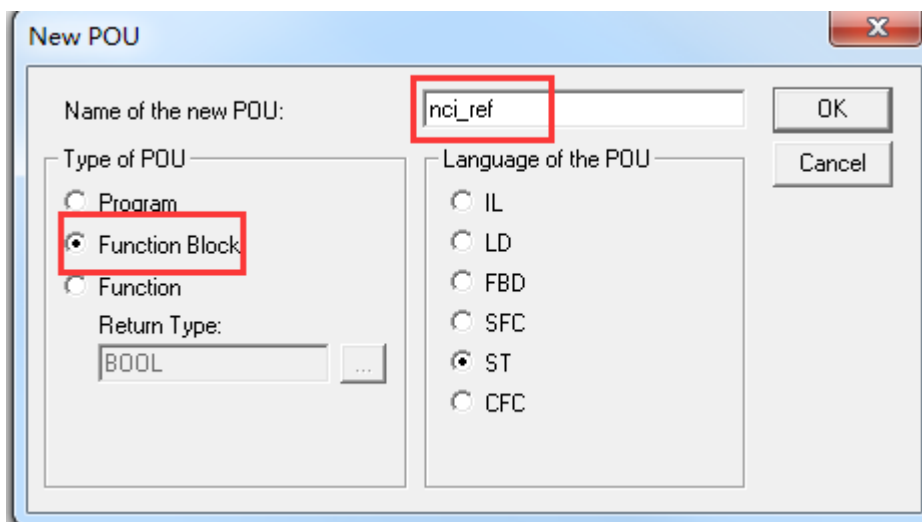 New POU
Name of the new POU:
nci_ref
OK
Cancel
Type of POU
Program
Function Block
Function
Return Type:
BOOL
...
Language of the POU
IL
LD
FBD
SFC
ST
CFC